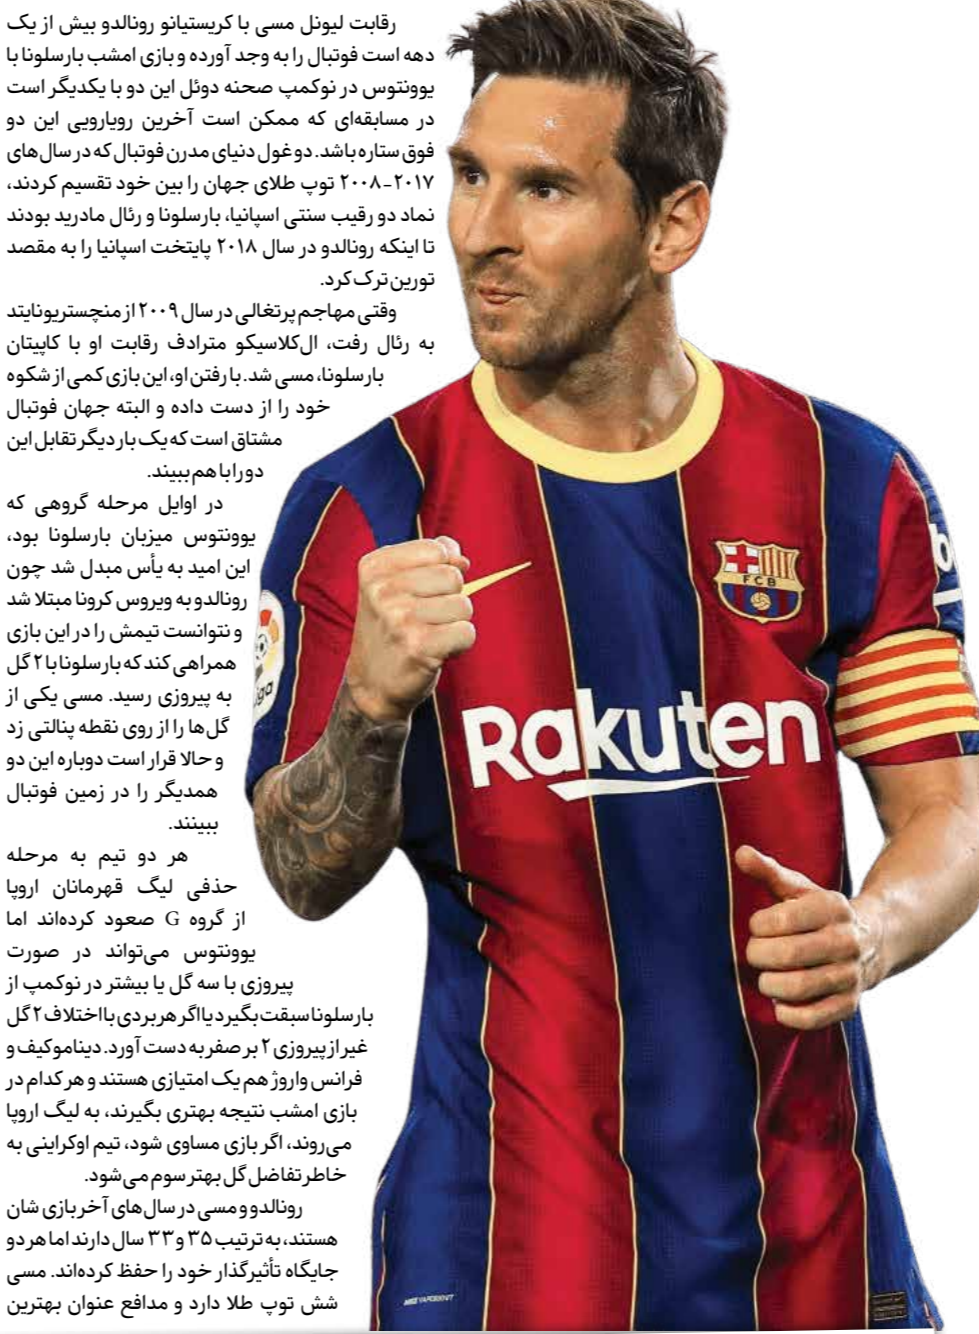 رقابت لیونل مسی با کریستیانو رونالدو بیش از یک
دهه است فوتبال را به وجد آورده و بازی امشب بارسلونا با
یوونتوس در نوکمپ صحنه دوئل این دو با یکدیگر است
در مسابقه‌ای که ممکن است آخرین رویارویی این دو
فوق ستاره باشد. دو غول دنیای مدرن فوتبال که در سال‌های
۲۰۰۸-۲۰۱۷ توپ طلای جهان را بین خود تقسیم کردند،
نماد دو رقیب سنتی اسپانیا، بارسلونا و رئال مادرید بودند
تا اینکه رونالدو در سال ۲۰۱۸ پایتخت اسپانیا را به مقصد
تورین ترک کرد.
وقتی مهاجم پرتغالی در سال ۲۰۰۹ از منچستریونایتد
به رئال رفت، ال‌کلاسیکو مترادف رقابت او با کاپیتان
بارسلونا، مسی شد. با رفتن او، این بازی کمی از شکوه
خود را از دست داده و البته جهان فوتبال
مشتاق است که یک بار دیگر تقابل این
دو را با هم ببیند.
در اوایل مرحله گروهی که
یوونتوس میزبان بارسلونا بود،
این امید به یأس مبدل شد چون
رونالدو به ویروس کرونا مبتلا شد
و نتوانست تیمش را در این بازی
همراهی کند که بارسلونا با ۲ گل
به پیروزی رسید. مسی یکی از
گل‌ها را از روی نقطه پنالتی زد
و حالا قرار است دوباره این دو
همدیگر را در زمین فوتبال
ببینند.
هر دو تیم به مرحله
حذفی لیگ قهرمانان اروپا
از گروه G صعود کرده‌اند اما
یوونتوس می‌تواند در صورت
پیروزی با سه گل یا بیشتر در نوکمپ از
بارسلونا سبقت بگیرد یا اگر هر بردی با اختلاف ۲ گل
غیر از پیروزی ۲ بر صفر به دست آورد. دیناموکیف و
فرانس واروژ هم یک امتیازی هستند و هر کدام در
بازی امشب نتیجه بهتری بگیرند، به لیگ اروپا
می‌روند، اگر بازی مساوی شود، تیم اوکراینی به
خاطر تفاضل گل بهتر سوم می‌شود.
رونالدو و مسی در سال‌های آخر بازی شان
هستند، به ترتیب ۳۵ و ۳۳ سال دارند اما هر دو
جایگاه تأثیرگذار خود را حفظ کرده‌اند. مسی
شش توپ طلا دارد و مدافع عنوان بهترین
FCB
Rakuten